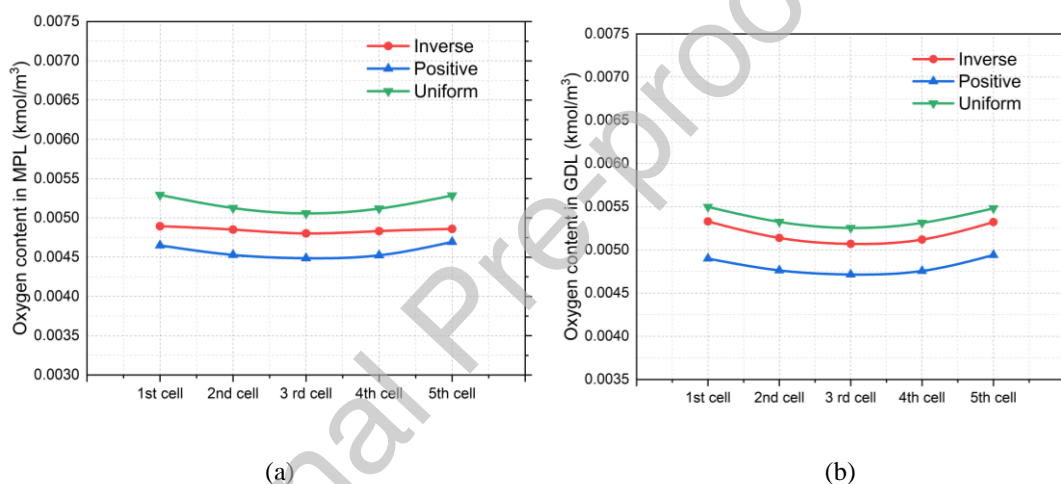 0.0075
0.0070
0.0065
0.0060
0.0055
0.0050
0.0045
0.0040
0.0035
0.0030
Oxygen content in MPL (kmol/m³)
Inverse
Positive
Uniform
1st cell 2nd cell 3 rd cell 4th cell 5th cell
(a)
0.0075
0.0070
0.0065
0.0060
0.0055
0.0050
0.0045
0.0040
0.0035
Oxygen content in GDL (kmol/m³)
Inverse
Positive
Uniform
1st cell 2nd cell 3rd cell 4th cell 5th cell
(b)
nal Pre-proo